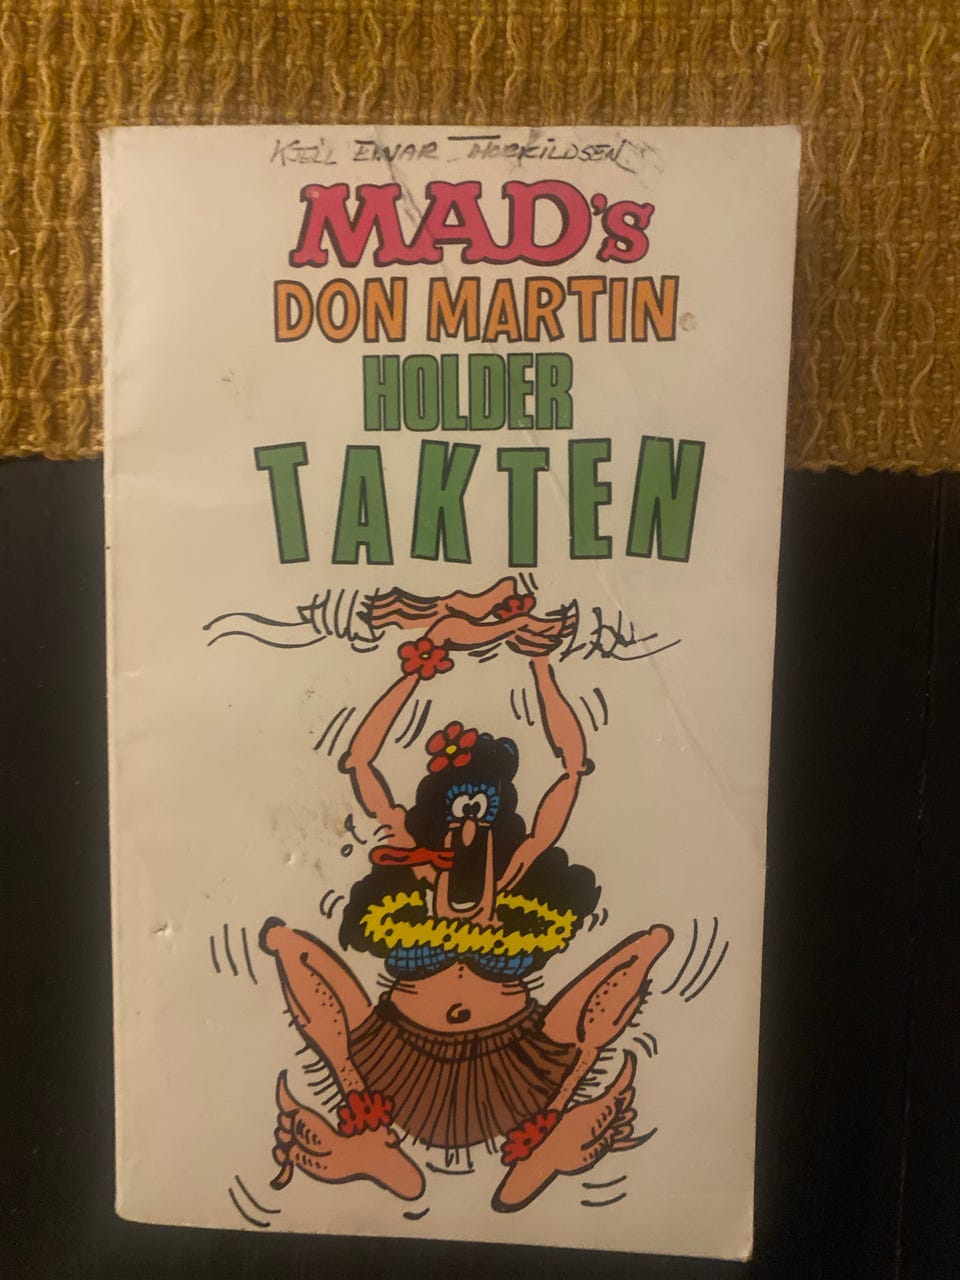 KJELL EINAR THORKILDSEN
MAD's
DON MARTIN
HOLDER
TAKTEN